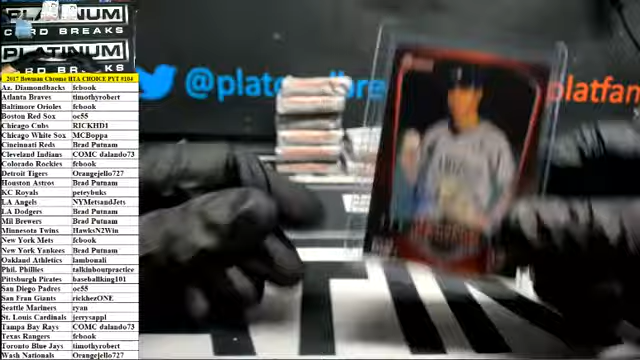 PLATINUM
CARD BREAKS
PLATINUM
2017 Bowman Chrome HTA CHOICE PYT #104
Az. Diamondbacks fcbook
Atlanta Braves timothyrobert
Baltimore Orioles fcbook
Boston Red Sox oc55
Chicago Cubs RICKHD1
Chicago White Sox MCBoppa
Cincinnati Reds Brad Putnam
Cleveland Indians COMC dalando73
Colorado Rockies fcbook
Detroit Tigers Orangejello727
Houston Astros Brad Putnam
KC Royals peteybuks
LA Angels NYMetsandJets
LA Dodgers Brad Putnam
Mil Brewers Brad Putnam
Minnesota Twins HawksN2Win
New York Mets fcbook
New York Yankees Brad Putnam
Oakland Athletics lambonali
Phil. Phillies talkinboutpractice
Pittsburgh Pirates baseballking101
San Diego Padres oc55
San Fran Giants rickhezONE
Seattle Mariners ryan
St. Louis Cardinals jerrysappl
Tampa Bay Rays COMC dalando73
Texas Rangers fcbook
Toronto Blue Jays timothyrobert
Wash Nationals Orangejello727
platinfan